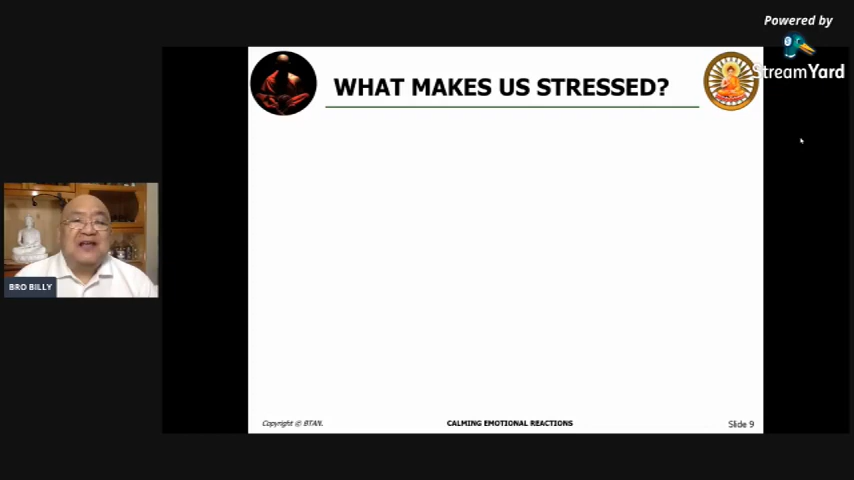 Powered by
StreamYard
WHAT MAKES US STRESSED?
BRO BILLY
Copyright © BTAN.
CALMING EMOTIONAL REACTIONS
Slide 9